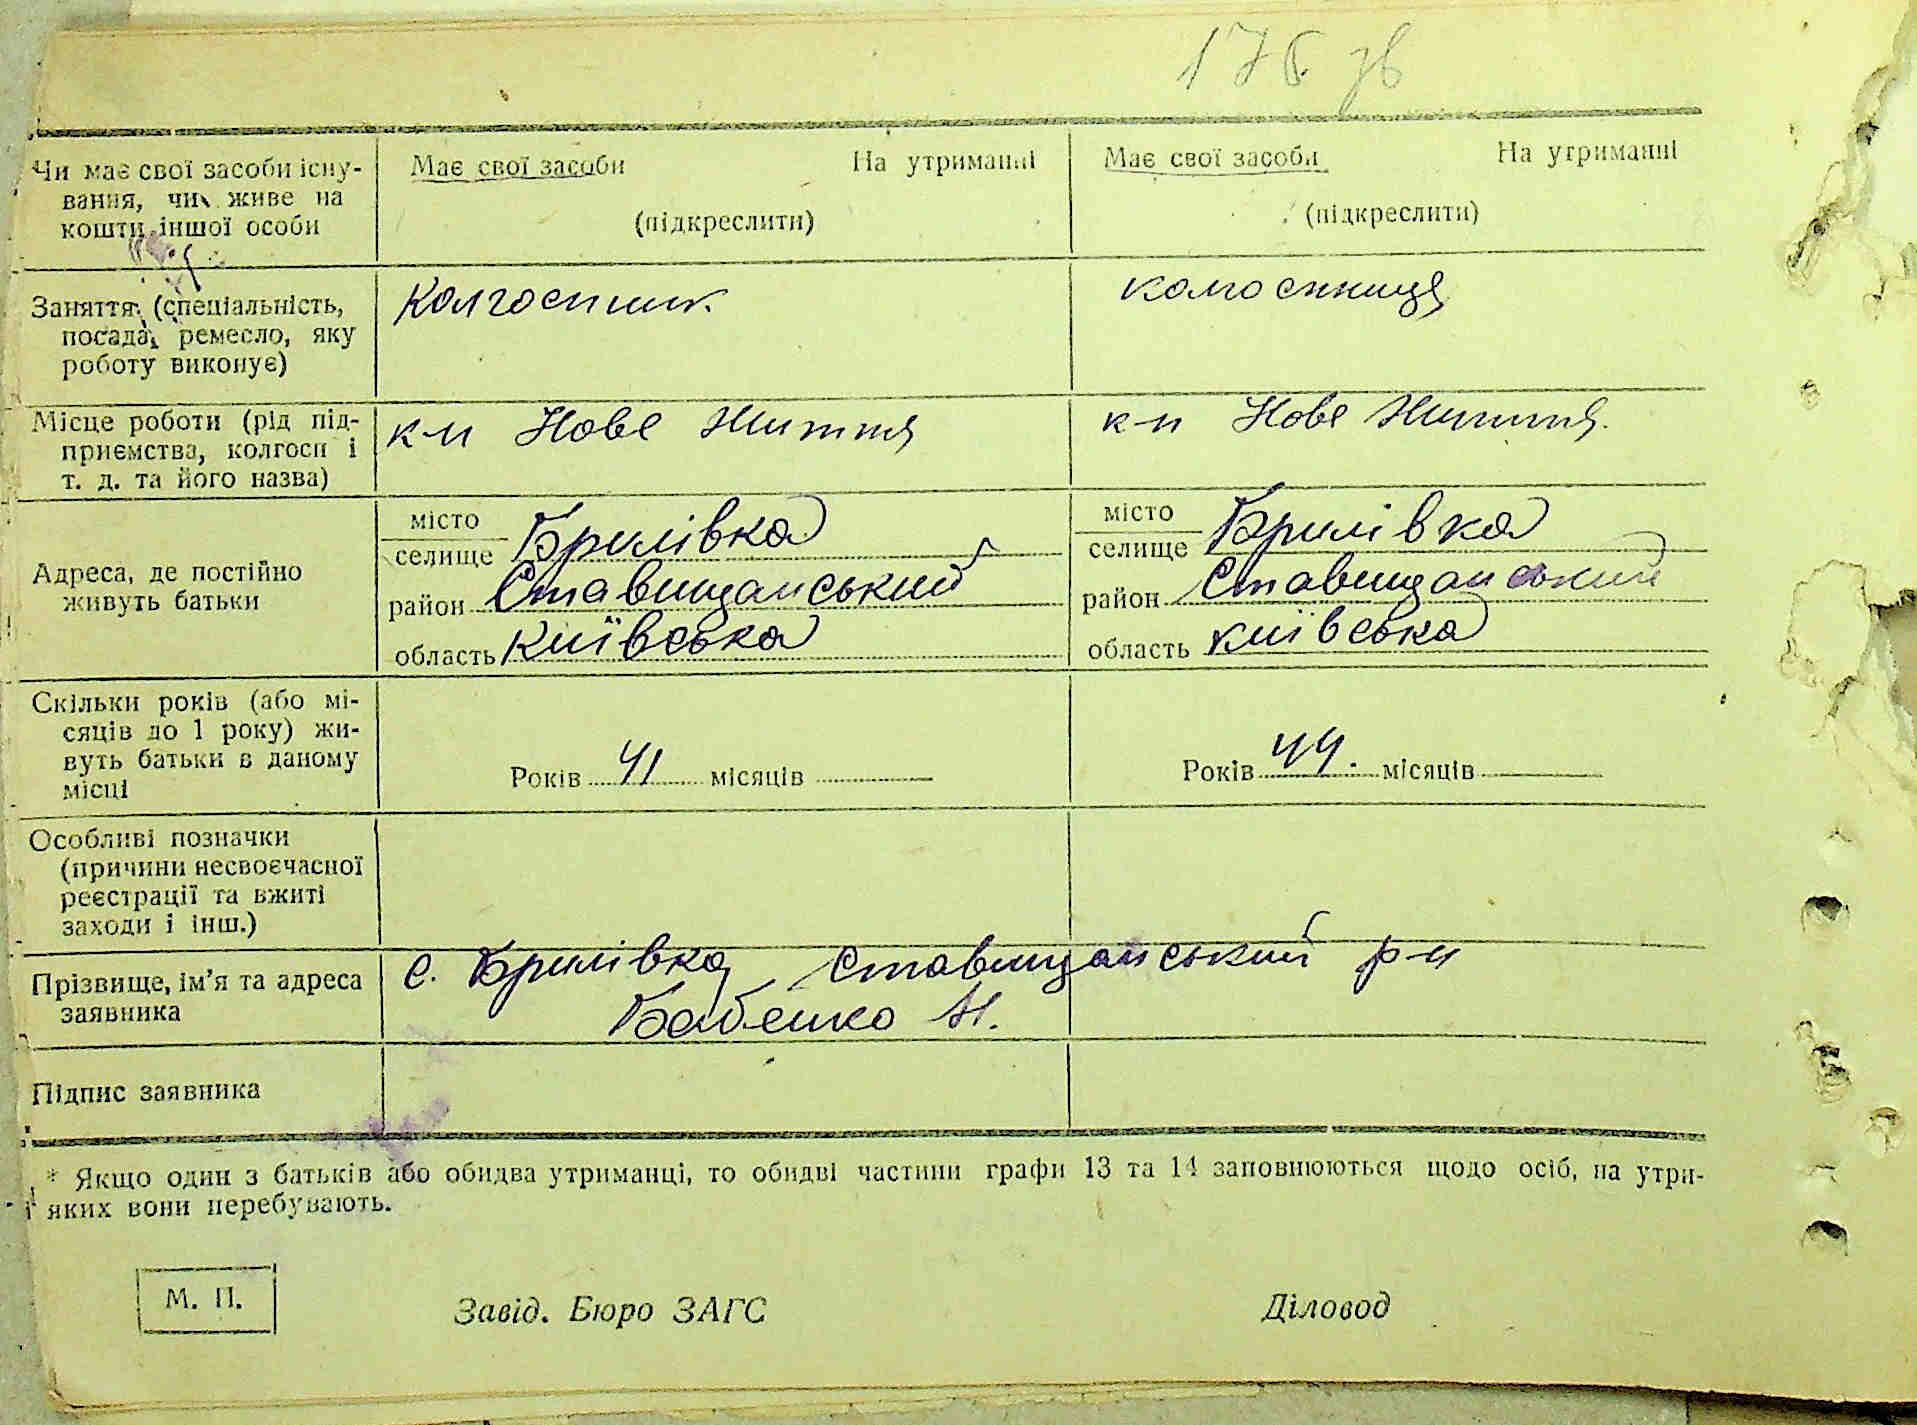 176 зв
Чи має свої засоби існу-
вання, чи живе на
кошти іншої особи
Має свої засоби На утриманні
(підкреслити)
Має свої засоби На утриманні
(підкреслити)
Заняття (спеціальність,
посада, ремесло, яку
роботу виконує)
Колгоспник
колгоспниця
Місце роботи (рід під-
приємства, колгосп і
т. д. та його назва)
к-п Нове Життя
к-п Нове Життя.
Адреса, де постійно
живуть батьки
місто
селище Брилівка
район Ставищанський
область Київська
місто
селище Брилівка
район Ставищанський
область Київська
Скільки років (або мі-
сяців до 1 року) жи-
вуть батьки в даному
місці
Років 41 місяців
Років 44. місяців
Особливі позначки
(причини несвоєчасної
реєстрації та вжиті
заходи і інш.)
Прізвище, ім'я та адреса
заявника
с. Брилівка Ставищанський р-н
Бабенко Н.
Підпис заявника
* Якщо один з батьків або обидва утриманці, то обидві частини графи 13 та 14 заповнюються щодо осіб, на утри-
і яких вони перебувають.
М. П.
Завід. Бюро ЗАГС
Діловод